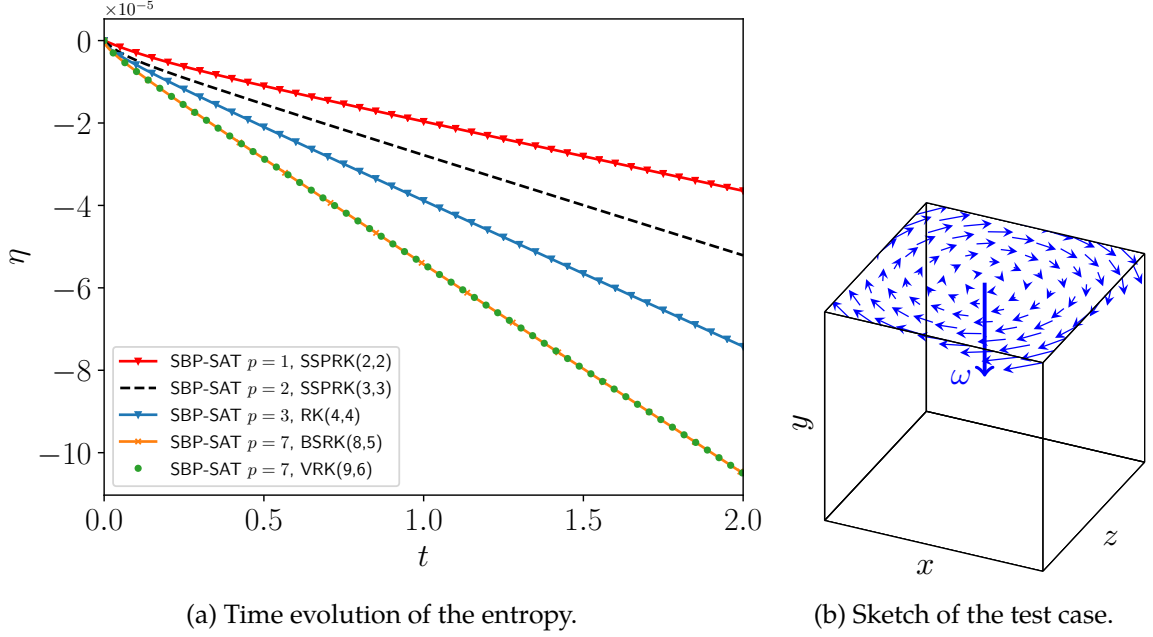 ×10⁻⁵
0
−2
−4
−6
−8
−10
η
SBP-SAT p = 1, SSPRK(2,2)
SBP-SAT p = 2, SSPRK(3,3)
SBP-SAT p = 3, RK(4,4)
SBP-SAT p = 7, BSRK(8,5)
SBP-SAT p = 7, VRK(9,6)
0.0 0.5 1.0 1.5 2.0
t
(a) Time evolution of the entropy.
ω
y
z
x
(b) Sketch of the test case.